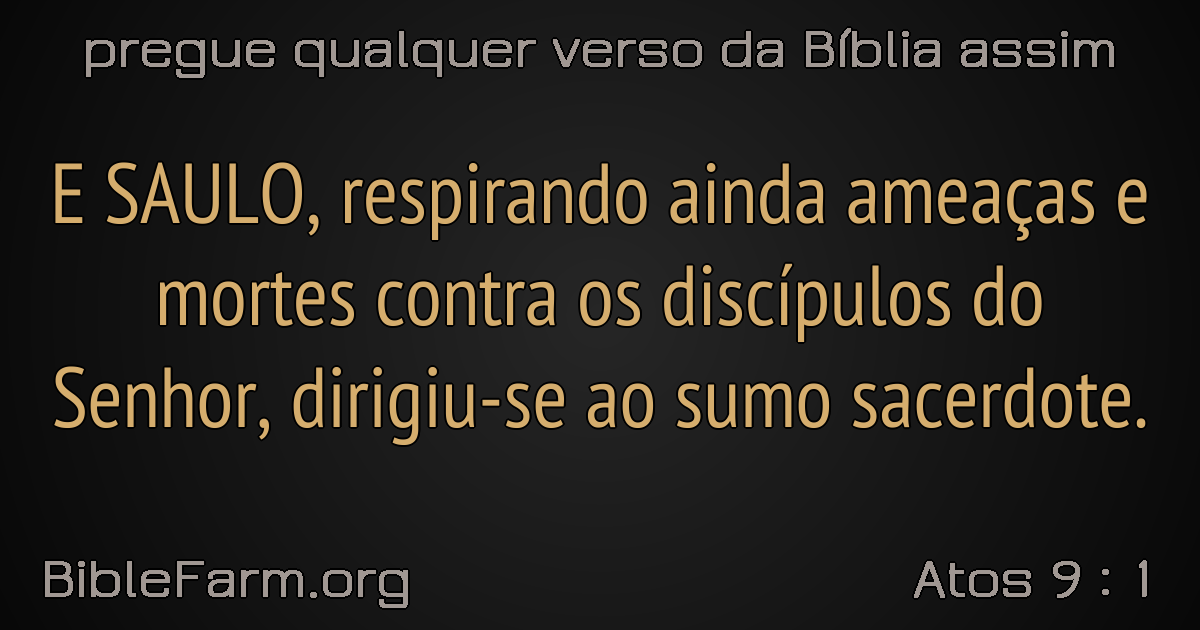 pregue qualquer verso da Bíblia assim
E SAULO, respirando ainda ameaças e
mortes contra os discípulos do
Senhor, dirigiu-se ao sumo sacerdote.
BibleFarm.org
Atos 9 : 1